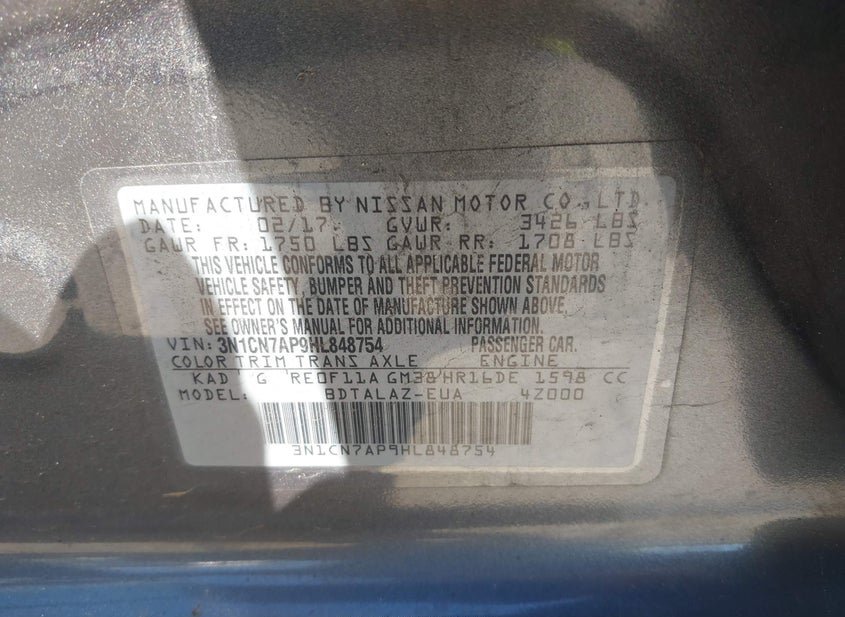 MANUFACTURED BY NISSAN MOTOR CO.,LTD.
DATE: 02/17 GVWR: 3426 LBS
GAWR FR: 1750 LBS GAWR RR: 1708 LBS
THIS VEHICLE CONFORMS TO ALL APPLICABLE FEDERAL MOTOR
VEHICLE SAFETY, BUMPER AND THEFT PREVENTION STANDARDS
IN EFFECT ON THE DATE OF MANUFACTURE SHOWN ABOVE.
SEE OWNER'S MANUAL FOR ADDITIONAL INFORMATION.
VIN: 3N1CN7AP9HL848754 PASSENGER CAR.
COLOR TRIM TRANS AXLE ENGINE
KAD G RE0F11A GM38 HR16DE 1598 CC
MODEL: BDTALAZ-EUA 4Z000
3N1CN7AP9HL848754